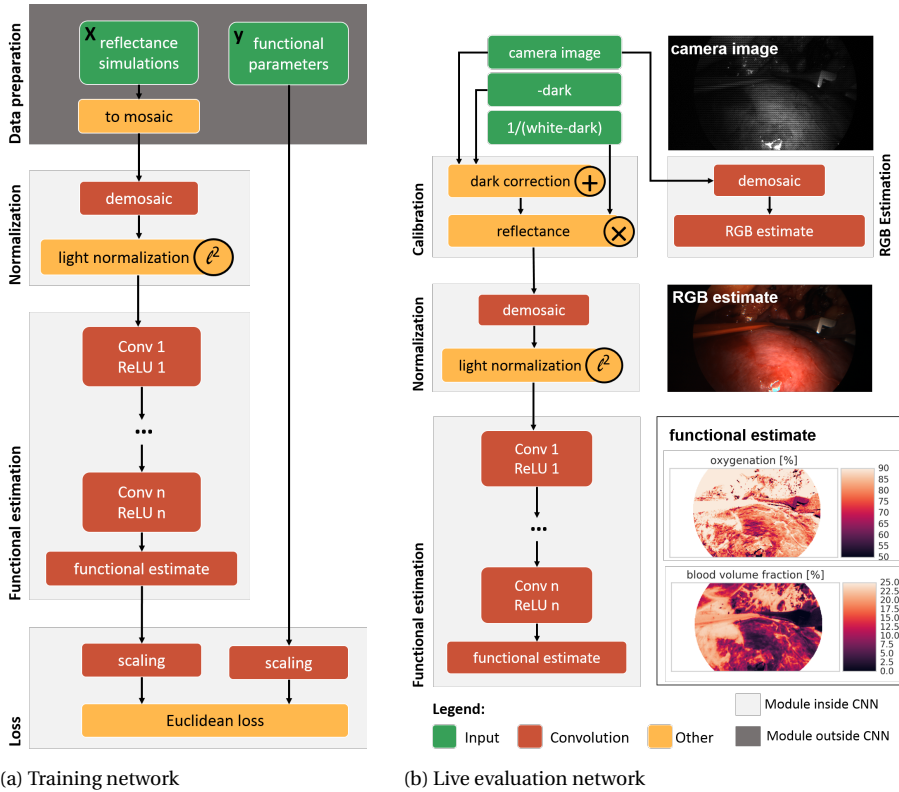 Data preparation
X
reflectance
simulations
y
functional
parameters
to mosaic
Normalization
demosaic
light normalization ℓ²
Functional estimation
Conv 1
ReLU 1
...
Conv n
ReLU n
functional estimate
Loss
scaling
scaling
Euclidean loss
(a) Training network
camera image
-dark
1/(white-dark)
Calibration
dark correction +
reflectance ×
camera image
RGB Estimation
demosaic
RGB estimate
Normalization
demosaic
light normalization ℓ²
RGB estimate
Functional estimation
Conv 1
ReLU 1
...
Conv n
ReLU n
functional estimate
functional estimate
oxygenation [%]
90
85
80
75
70
65
60
55
50
blood volume fraction [%]
25.0
22.5
20.0
17.5
15.0
12.5
10.0
7.5
5.0
2.5
0.0
Legend:
Input
Convolution
Other
Module inside CNN
Module outside CNN
(b) Live evaluation network